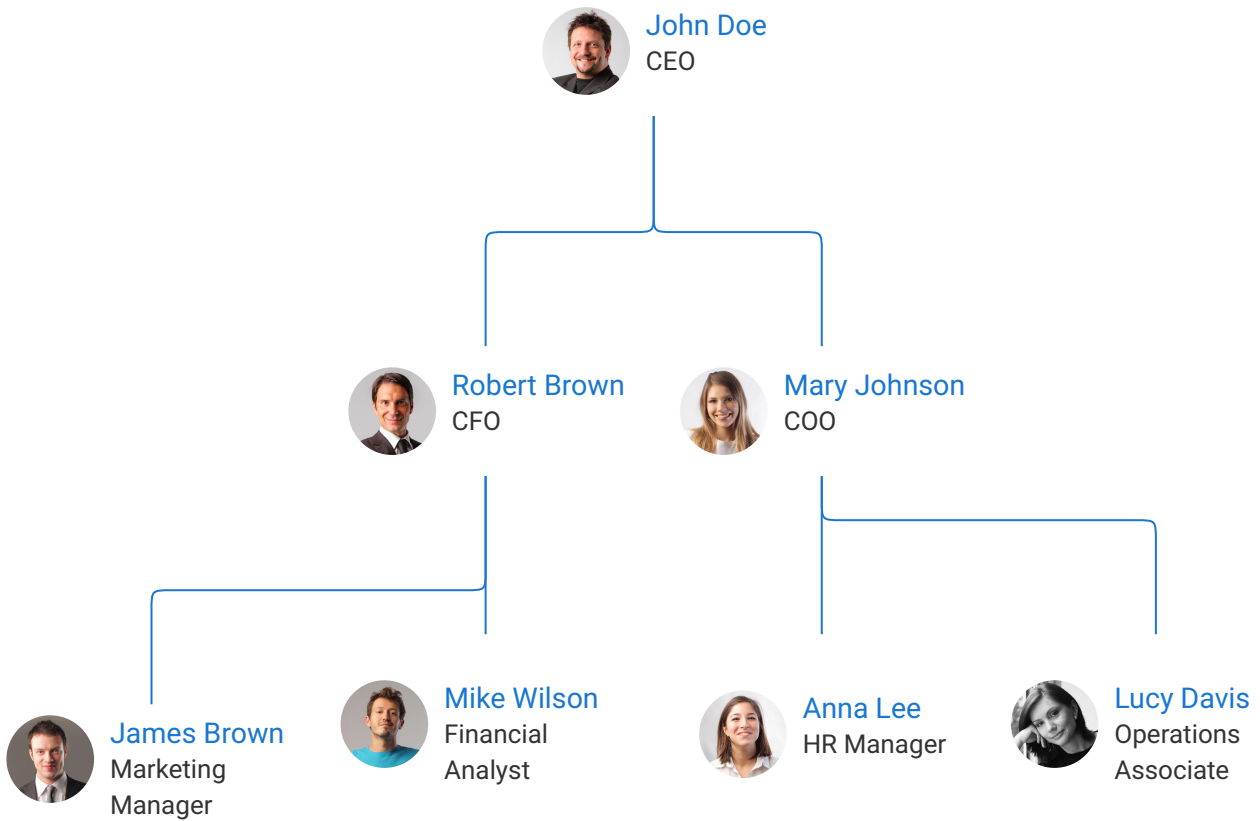 John Doe
CEO
Robert Brown
CFO
Mary Johnson
COO
James Brown
Marketing
Manager
Mike Wilson
Financial
Analyst
Anna Lee
HR Manager
Lucy Davis
Operations
Associate